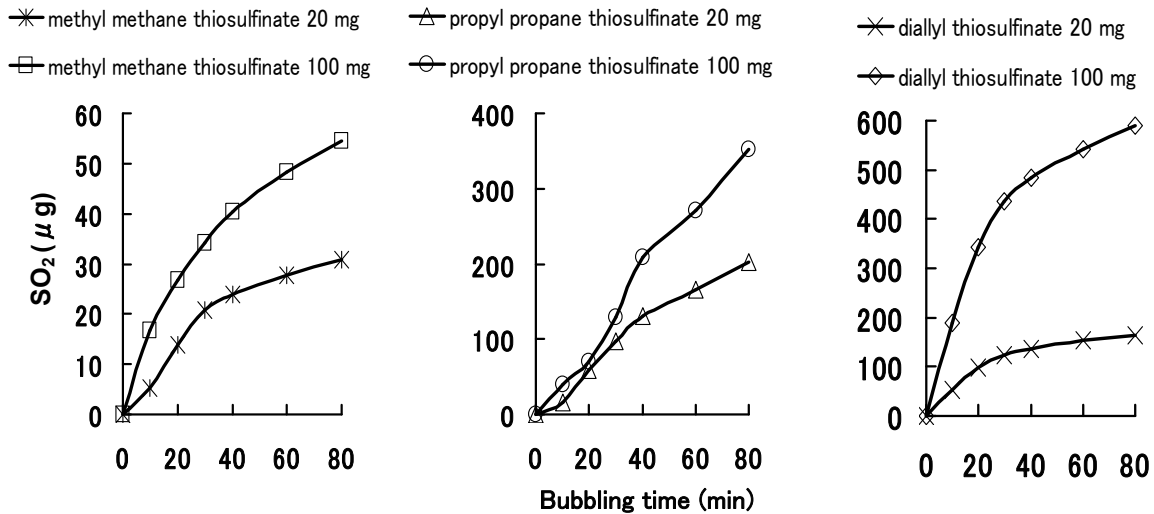 methyl methane thiosulfinate 20 mg
methyl methane thiosulfinate 100 mg
propyl propane thiosulfinate 20 mg
propyl propane thiosulfinate 100 mg
diallyl thiosulfinate 20 mg
diallyl thiosulfinate 100 mg
SO2 (μg)
60
50
40
30
20
10
0
0 20 40 60 80
400
300
200
100
0
0 20 40 60 80
600
500
400
300
200
100
0
0 20 40 60 80
Bubbling time (min)